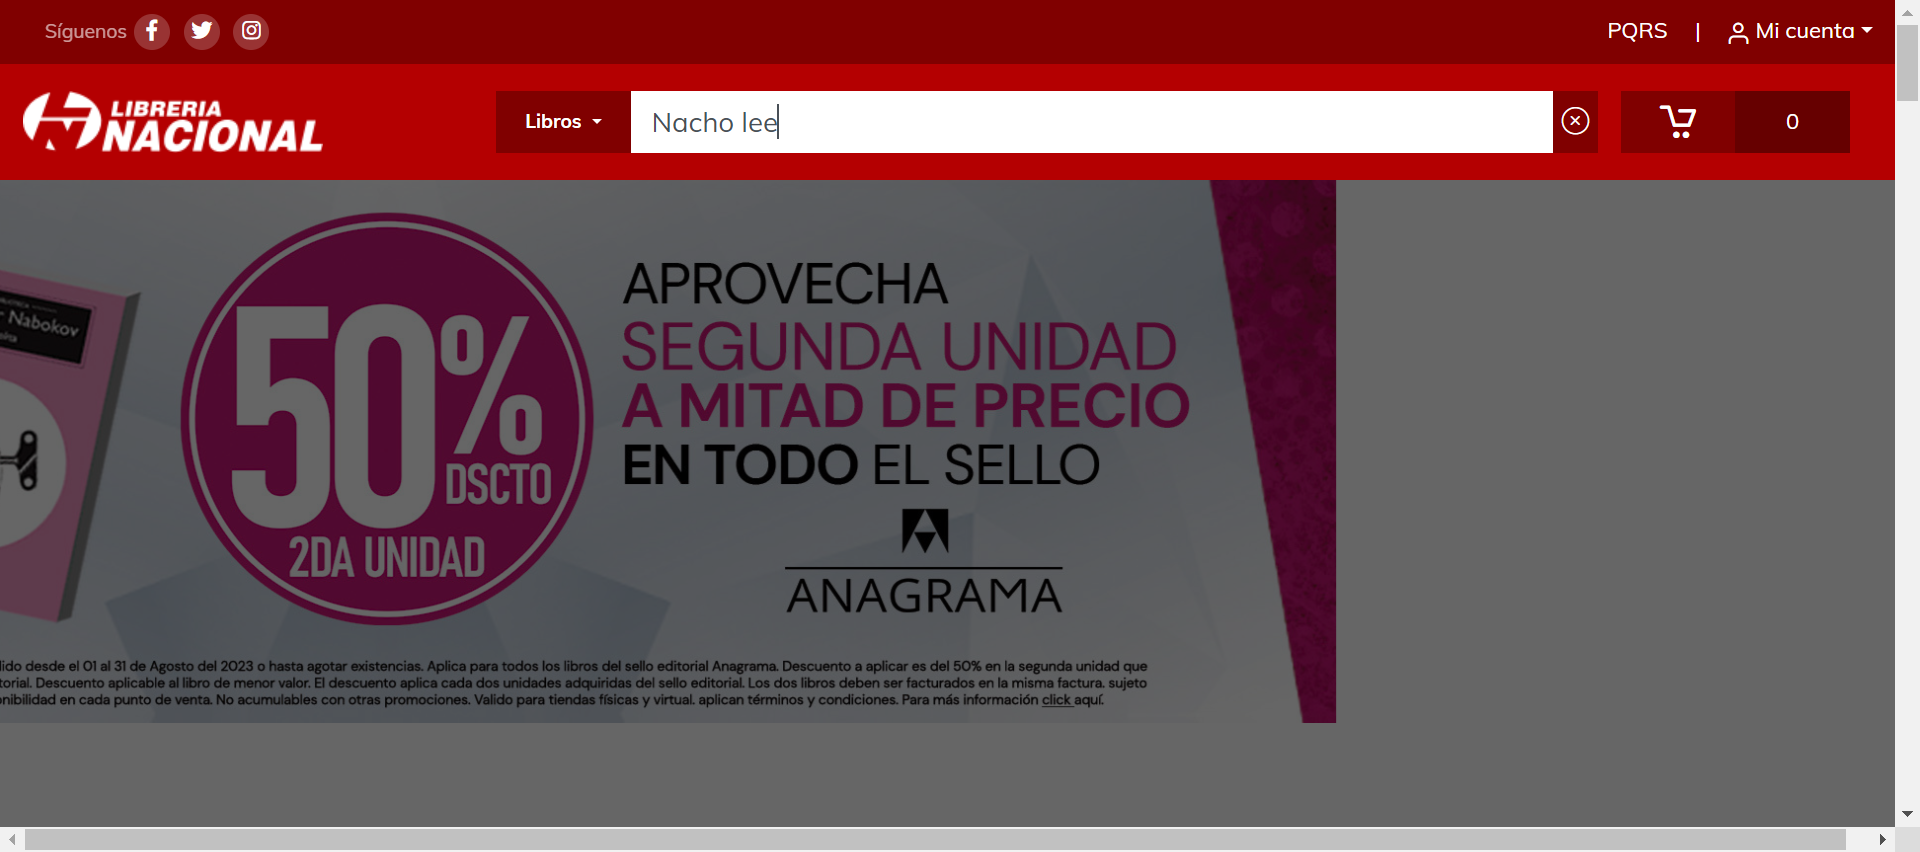 Síguenos
PQRS | Mi cuenta
LIBRERIA
NACIONAL
Libros
Nacho lee
0
Nabokov
50%
DSCTO
2DA UNIDAD
APROVECHA
SEGUNDA UNIDAD
A MITAD DE PRECIO
EN TODO EL SELLO
ANAGRAMA
lido desde el 01 al 31 de Agosto del 2023 o hasta agotar existencias. Aplica para todos los libros del sello editorial Anagrama. Descuento a aplicar es del 50% en la segunda unidad que
torial. Descuento aplicable al libro de menor valor. El descuento aplica cada dos unidades adquiridas del sello editorial. Los dos libros deben ser facturados en la misma factura. sujeto
onibilidad en cada punto de venta. No acumulables con otras promociones. Valido para tiendas físicas y virtual. aplican términos y condiciones. Para más información click aquí.